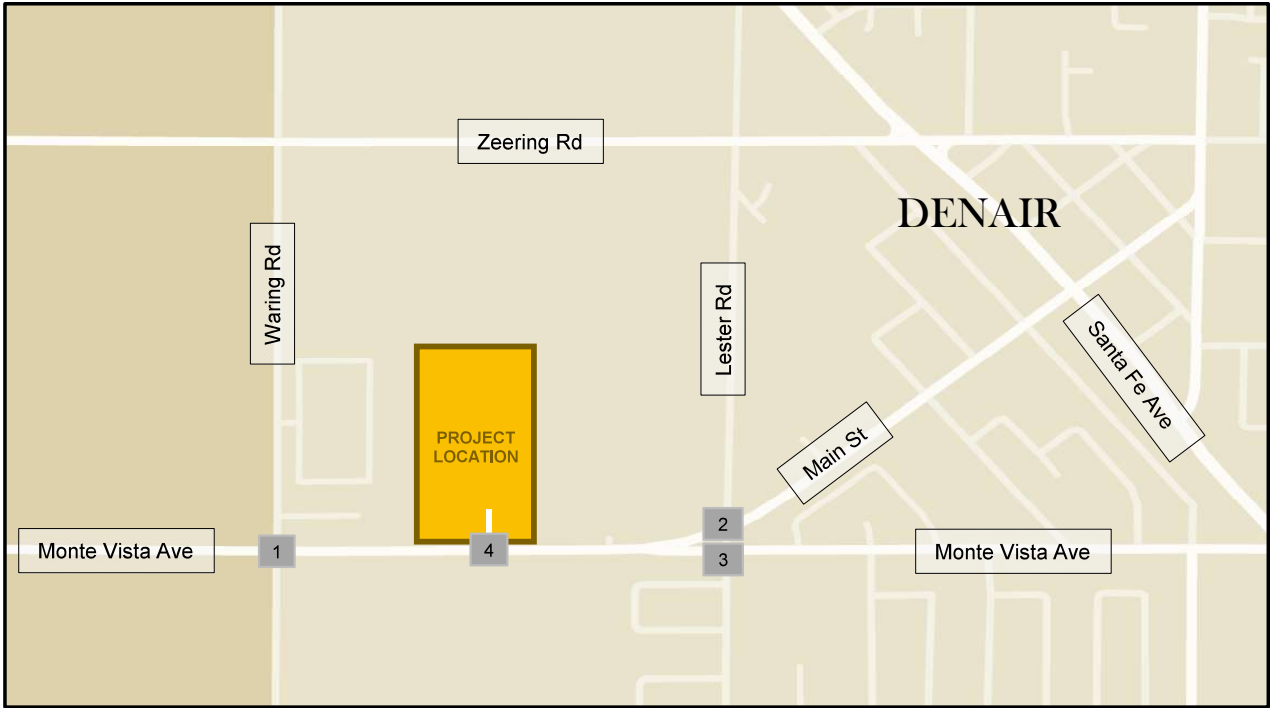 Zeering Rd
DENAIR
Waring Rd
Lester Rd
Santa Fe Ave
PROJECT
LOCATION
Main St
2
Monte Vista Ave
1
4
3
Monte Vista Ave